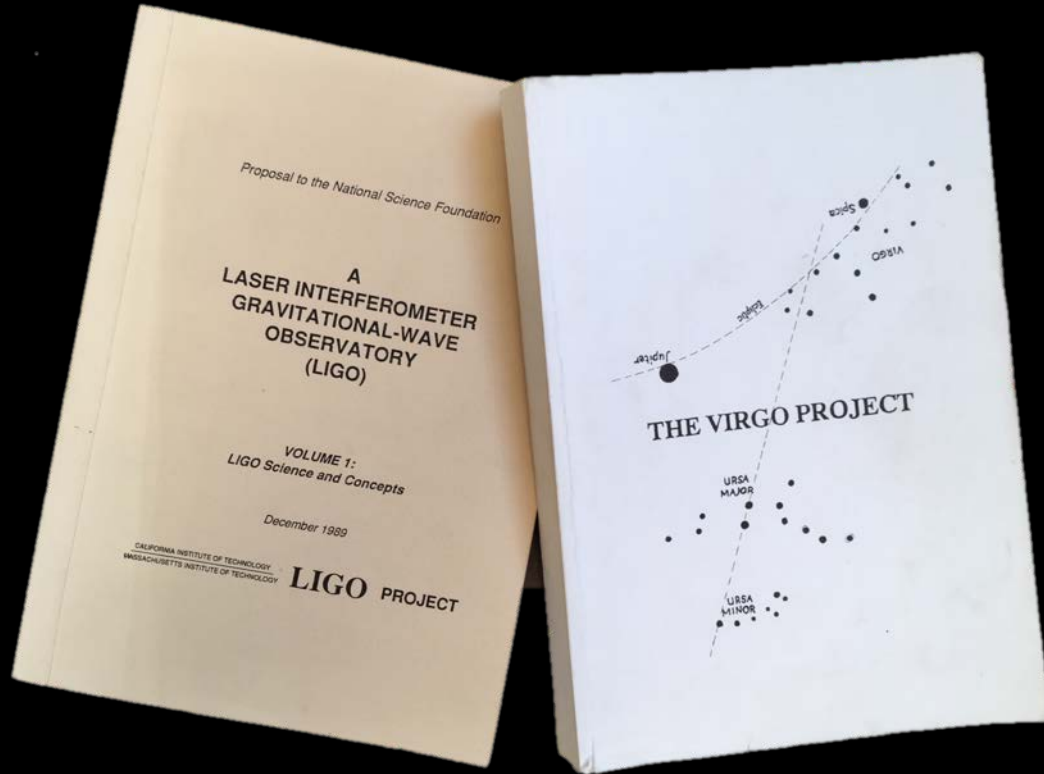 Proposal to the National Science Foundation
A
LASER INTERFEROMETER
GRAVITATIONAL-WAVE
OBSERVATORY
(LIGO)
VOLUME 1:
LIGO Science and Concepts
December 1989
CALIFORNIA INSTITUTE OF TECHNOLOGY
MASSACHUSETTS INSTITUTE OF TECHNOLOGY
LIGO PROJECT
Spica
VIRGO
Ecliptic
Jupiter
THE VIRGO PROJECT
URSA
MAJOR
URSA
MINOR